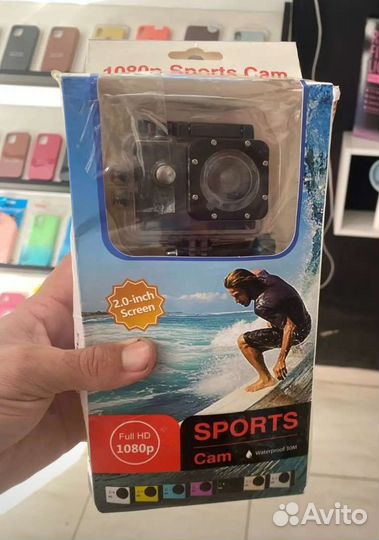 1080p Sports Cam
2.0-inch
Screen
Full HD
1080p
SPORTS
Cam
Waterproof 30M
Avito